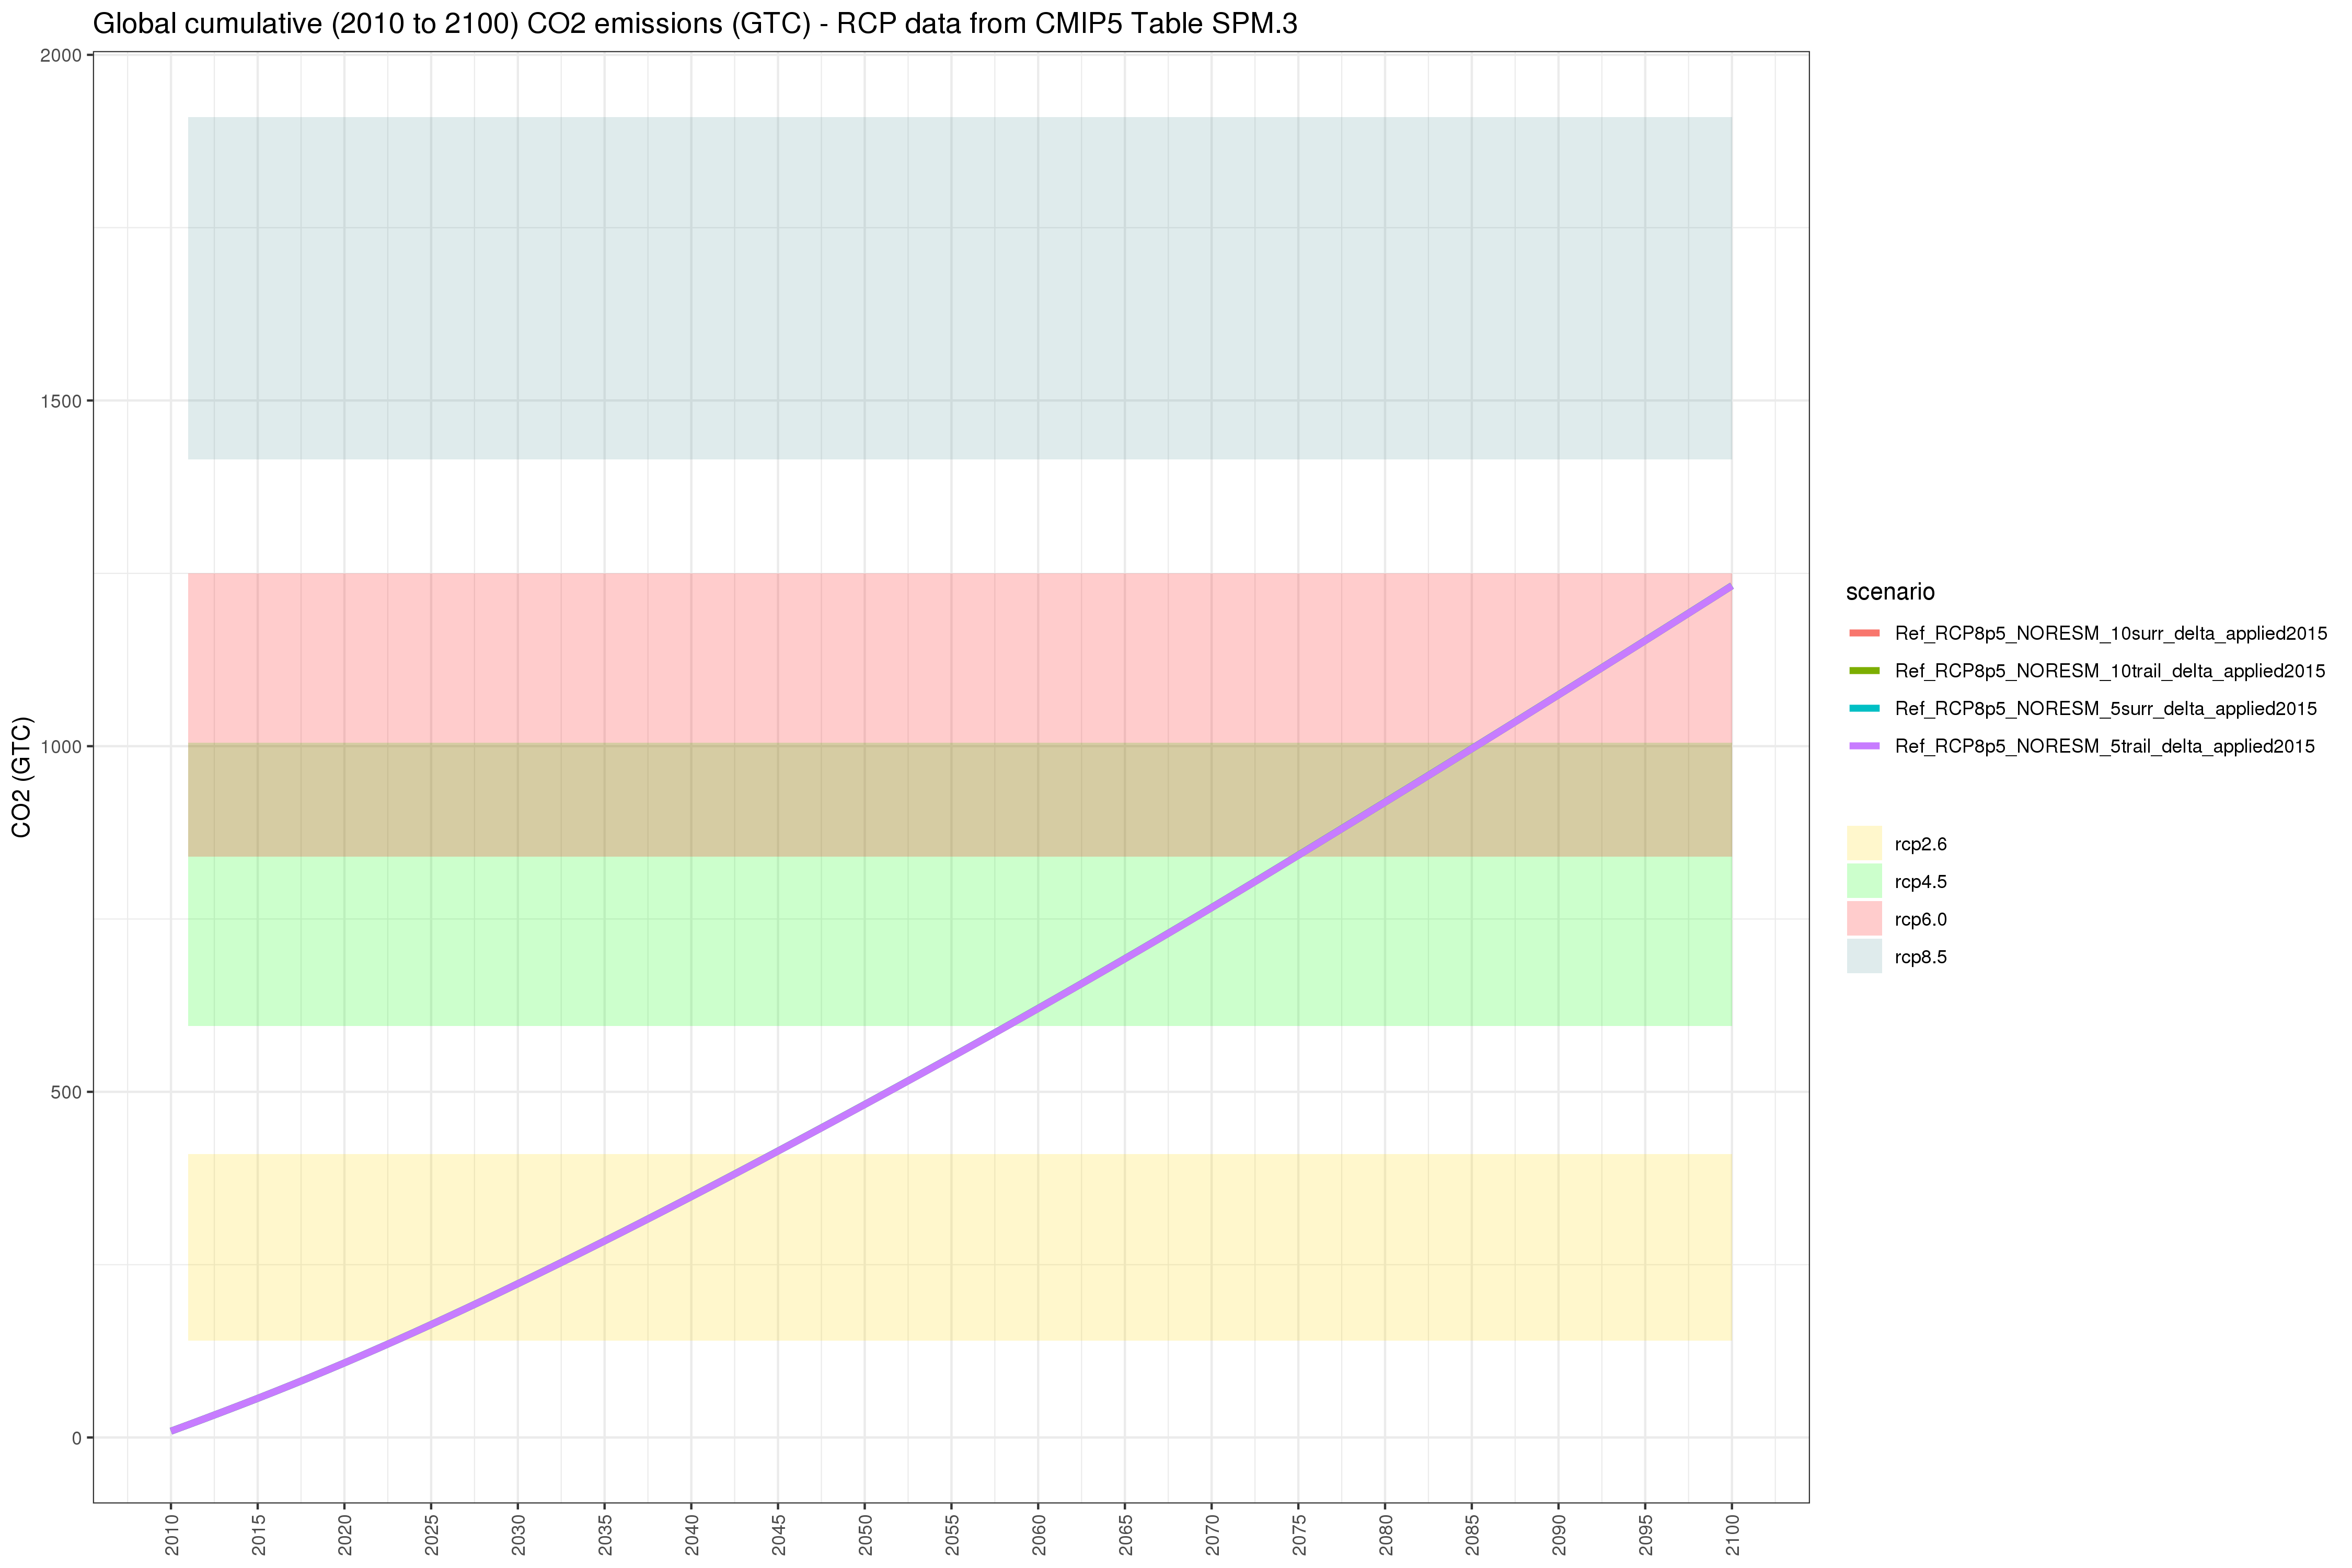 Global cumulative (2010 to 2100) CO2 emissions (GTC) - RCP data from CMIP5 Table SPM.3
CO2 (GTC)
2000
1500
1000
500
0
2010
2015
2020
2025
2030
2035
2040
2045
2050
2055
2060
2065
2070
2075
2080
2085
2090
2095
2100
scenario
Ref_RCP8p5_NORESM_10surr_delta_applied2015
Ref_RCP8p5_NORESM_10trail_delta_applied2015
Ref_RCP8p5_NORESM_5surr_delta_applied2015
Ref_RCP8p5_NORESM_5trail_delta_applied2015
rcp2.6
rcp4.5
rcp6.0
rcp8.5